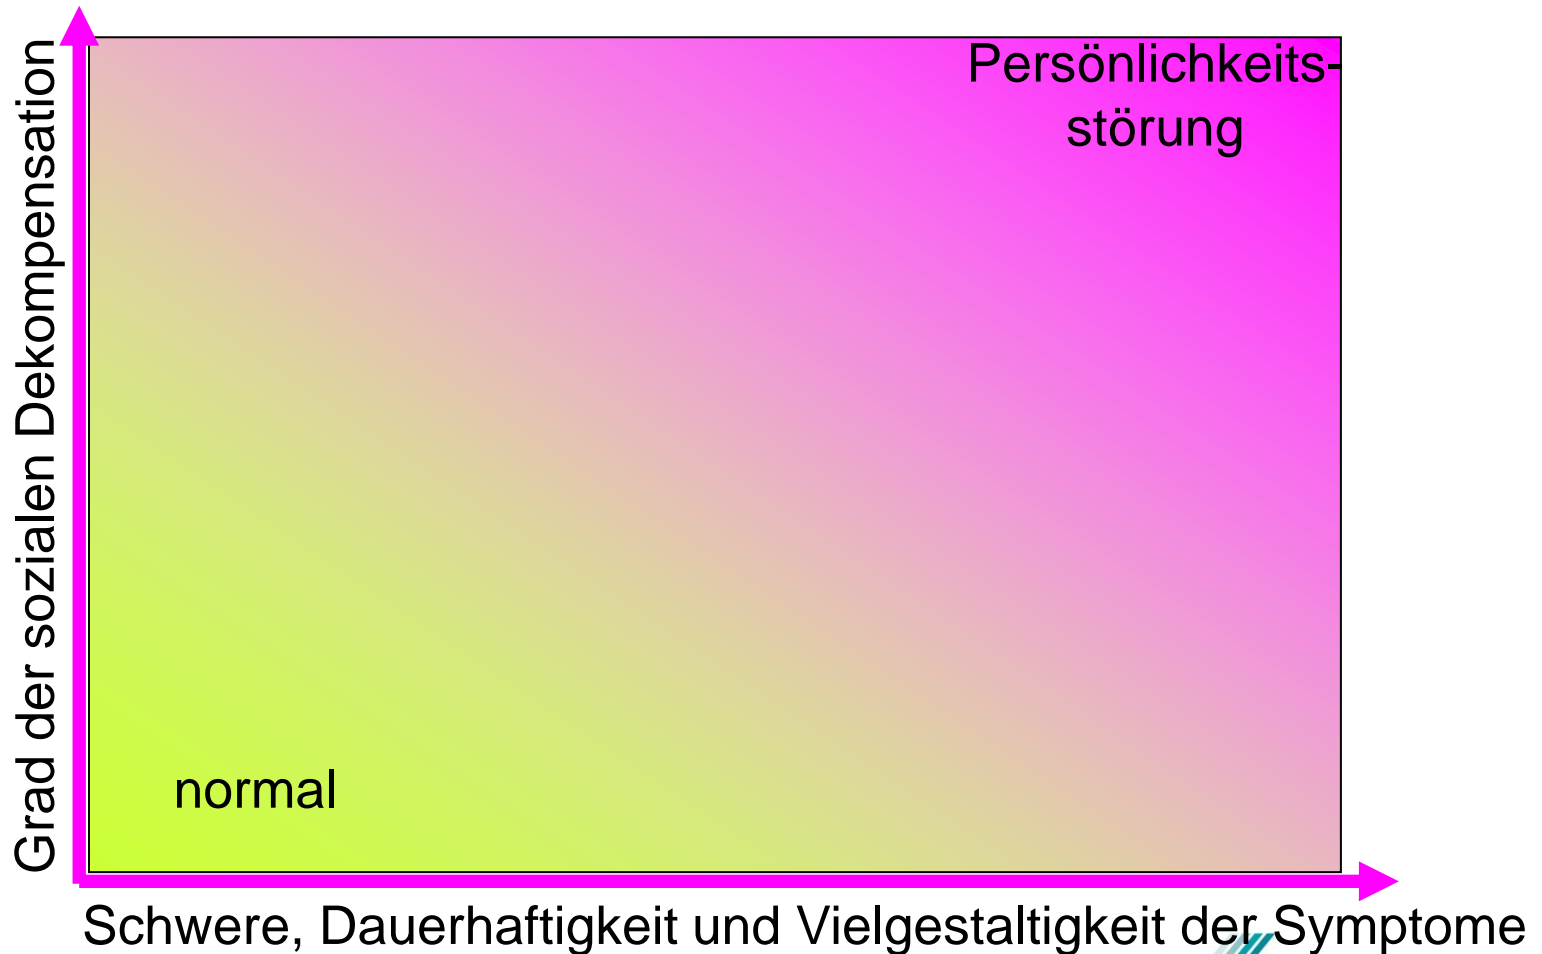 Grad der sozialen Dekompensation
Persönlichkeits-
störung
normal
Schwere, Dauerhaftigkeit und Vielgestaltigkeit der Symptome